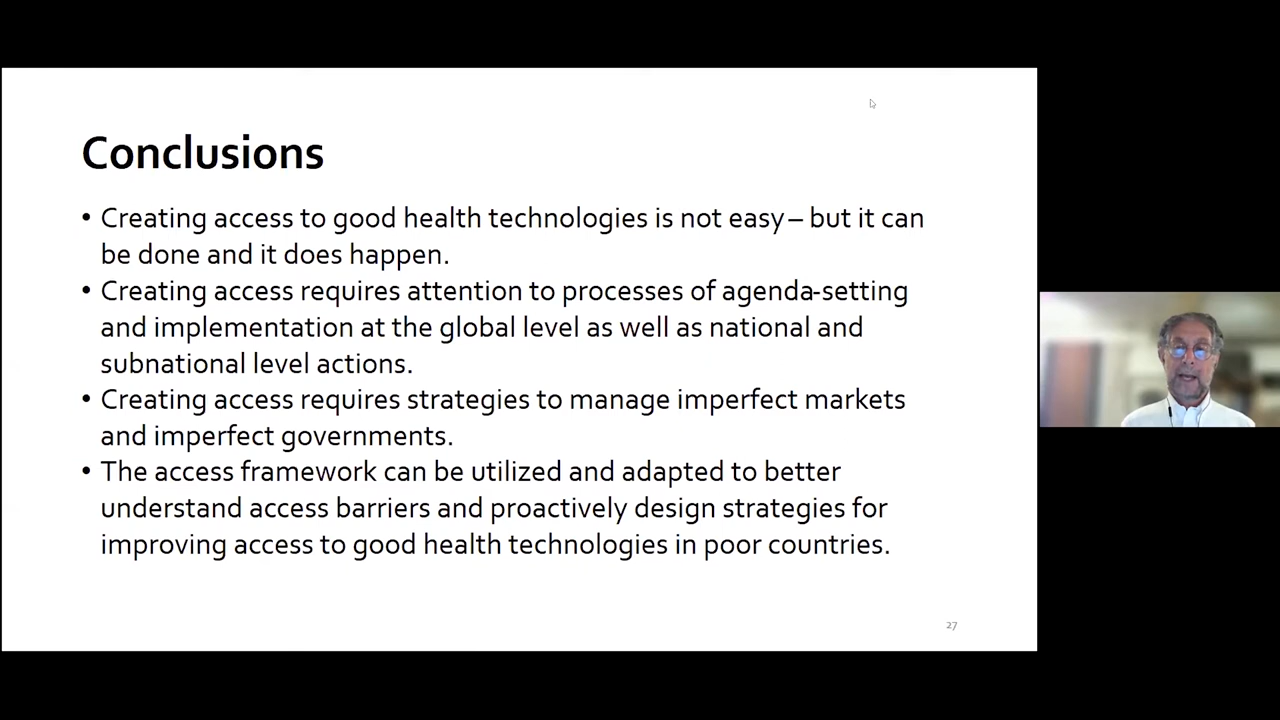 Conclusions
• Creating access to good health technologies is not easy – but it can
be done and it does happen.
• Creating access requires attention to processes of agenda-setting
and implementation at the global level as well as national and
subnational level actions.
• Creating access requires strategies to manage imperfect markets
and imperfect governments.
• The access framework can be utilized and adapted to better
understand access barriers and proactively design strategies for
improving access to good health technologies in poor countries.
27